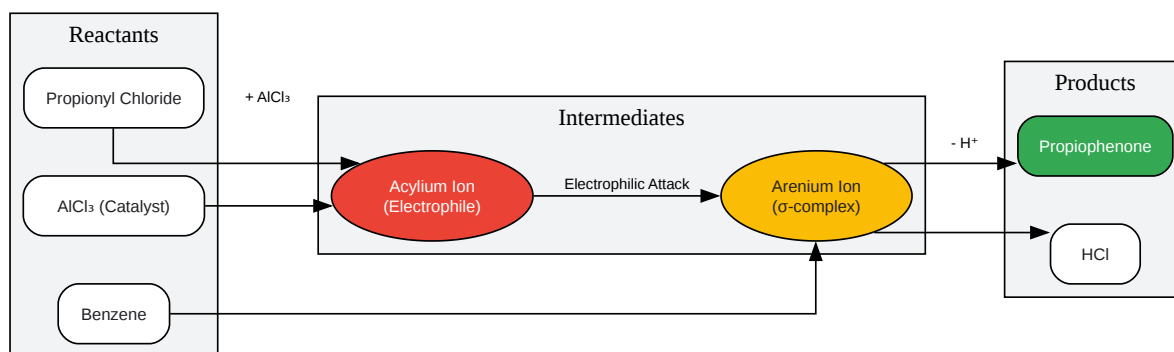 Reactants
Propionyl Chloride
AlCl₃ (Catalyst)
Benzene
+ AlCl₃
Intermediates
Acylium Ion
(Electrophile)
Electrophilic Attack
Arenium Ion
(σ-complex)
- H⁺
Products
Propiophenone
HCl